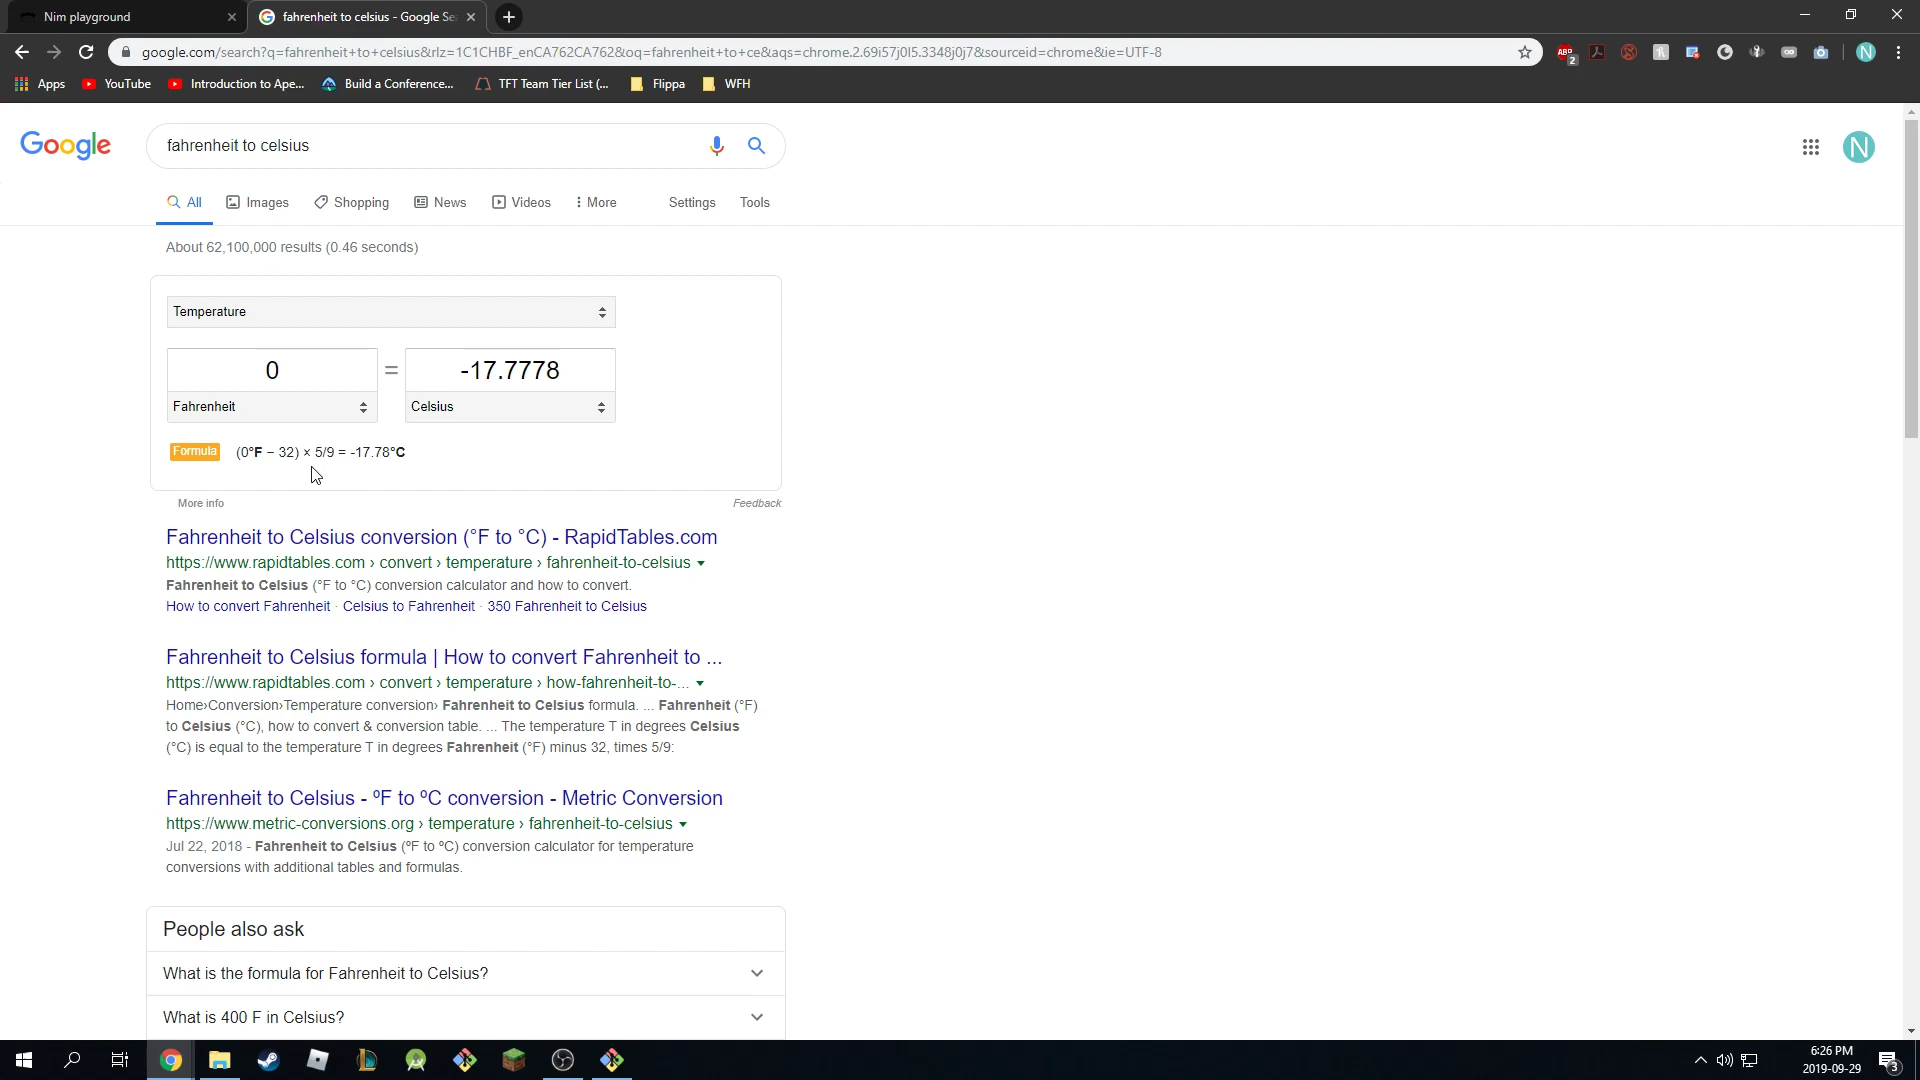 Nim playground
fahrenheit to celsius - Google Se
google.com/search?q=fahrenheit+to+celsius&rlz=1C1CHBF_enCA762CA762&oq=fahrenheit+to+ce&aqs=chrome.2.69i57j0l5.3348j0j7&sourceid=chrome&ie=UTF-8
ABP
2
N
Apps
YouTube
Introduction to Ape...
Build a Conference...
TFT Team Tier List (...
Flippa
WFH
Google
fahrenheit to celsius
N
All
Images
Shopping
News
Videos
More
Settings
Tools
About 62,100,000 results (0.46 seconds)
Temperature
0
=
-17.7778
Fahrenheit
Celsius
Formula (0°F − 32) × 5/9 = -17.78°C
More info
Feedback
Fahrenheit to Celsius conversion (°F to °C) - RapidTables.com
https://www.rapidtables.com › convert › temperature › fahrenheit-to-celsius
Fahrenheit to Celsius (°F to °C) conversion calculator and how to convert.
How to convert Fahrenheit · Celsius to Fahrenheit · 350 Fahrenheit to Celsius
Fahrenheit to Celsius formula | How to convert Fahrenheit to ...
https://www.rapidtables.com › convert › temperature › how-fahrenheit-to-...
Home›Conversion›Temperature conversion› Fahrenheit to Celsius formula. ... Fahrenheit (°F)
to Celsius (°C), how to convert & conversion table. ... The temperature T in degrees Celsius
(°C) is equal to the temperature T in degrees Fahrenheit (°F) minus 32, times 5/9:
Fahrenheit to Celsius - ºF to ºC conversion - Metric Conversion
https://www.metric-conversions.org › temperature › fahrenheit-to-celsius
Jul 22, 2018 - Fahrenheit to Celsius (ºF to ºC) conversion calculator for temperature
conversions with additional tables and formulas.
People also ask
What is the formula for Fahrenheit to Celsius?
What is 400 F in Celsius?
6:26 PM
2019-09-29
3